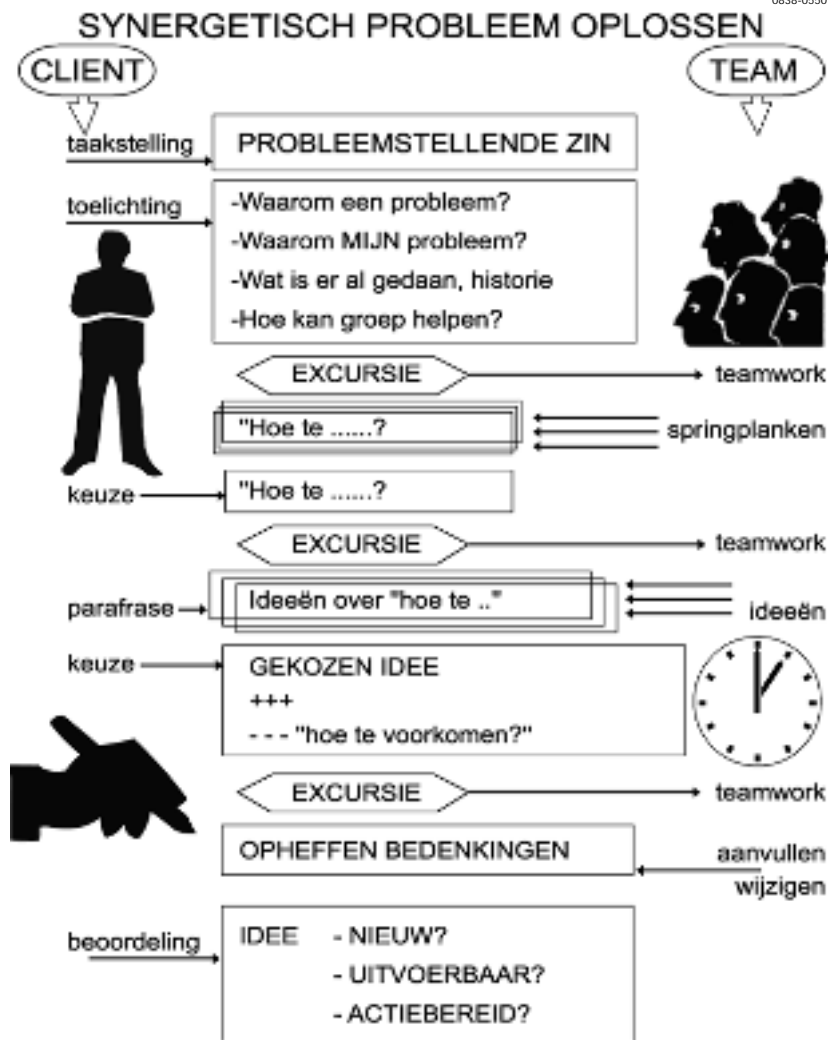 0838-0550
SYNERGETISCH PROBLEEM OPLOSSEN
CLIENT
TEAM
taakstelling
PROBLEEMSTELLENDE ZIN
toelichting
-Waarom een probleem?
-Waarom MIJN probleem?
-Wat is er al gedaan, historie
-Hoe kan groep helpen?
EXCURSIE
teamwork
"Hoe te ......?
springplanken
keuze
"Hoe te ......?
EXCURSIE
teamwork
parafrase
Ideeën over "hoe te .."
ideeën
keuze
GEKOZEN IDEE
+++
- - - "hoe te voorkomen?"
EXCURSIE
teamwork
OPHEFFEN BEDENKINGEN
aanvullen
wijzigen
beoordeling
IDEE - NIEUW?
- UITVOERBAAR?
- ACTIEBEREID?